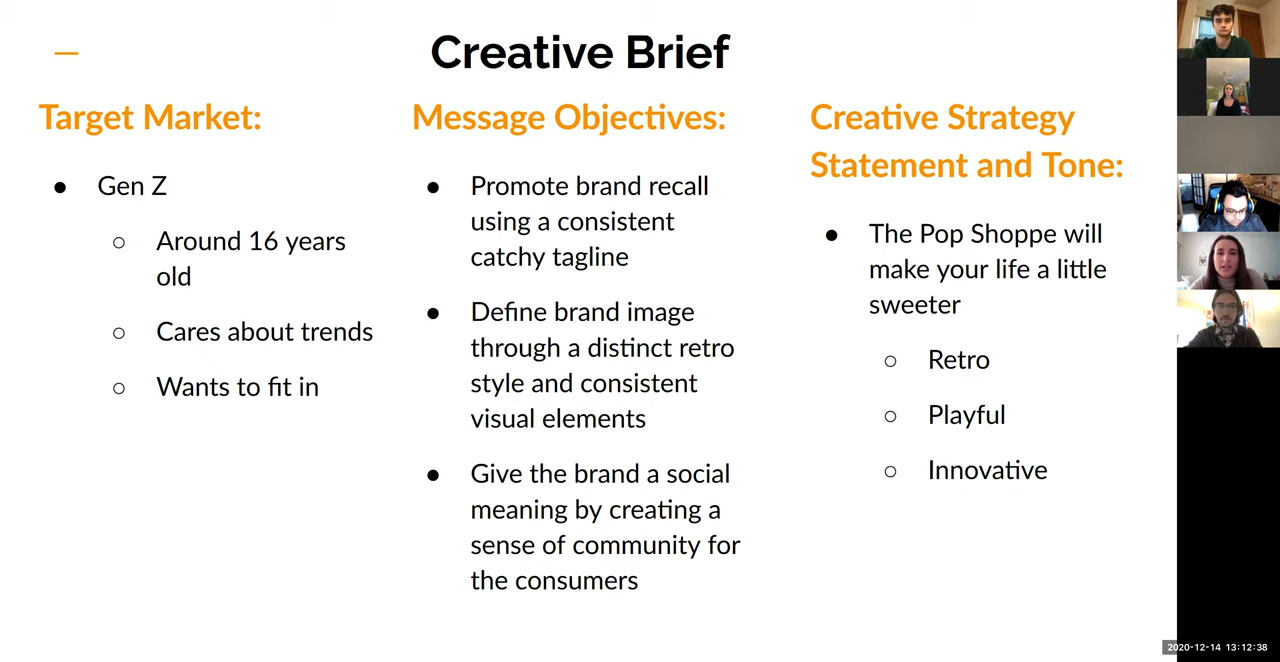 Creative Brief
Target Market:
● Gen Z
○ Around 16 years
old
○ Cares about trends
○ Wants to fit in
Message Objectives:
● Promote brand recall
using a consistent
catchy tagline
● Define brand image
through a distinct retro
style and consistent
visual elements
● Give the brand a social
meaning by creating a
sense of community for
the consumers
Creative Strategy
Statement and Tone:
● The Pop Shoppe will
make your life a little
sweeter
○ Retro
○ Playful
○ Innovative
2020-12-14 13:12:38